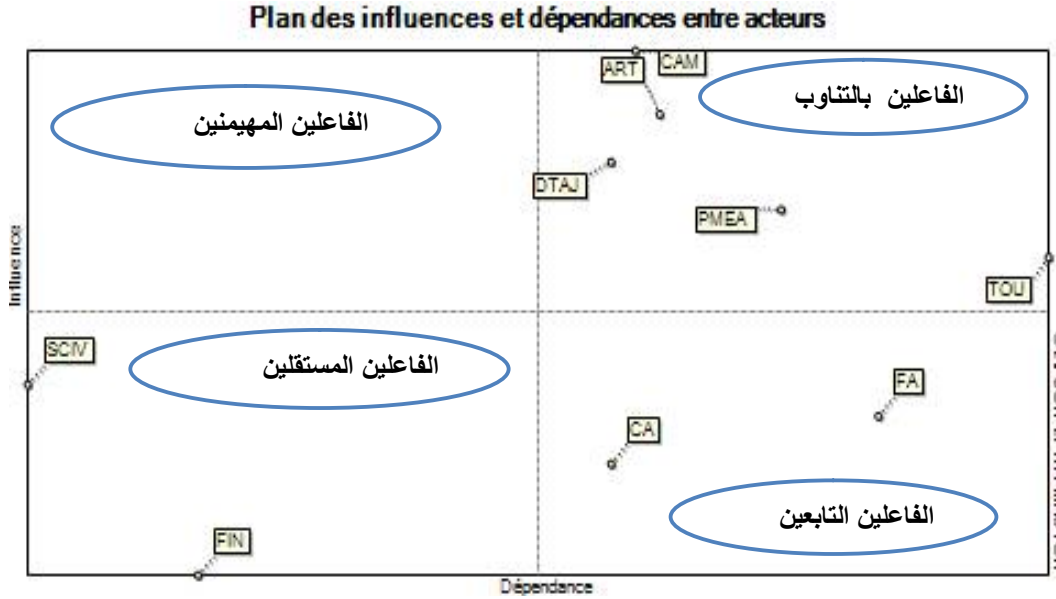 Plan des influences et dépendances entre acteurs
ART
CAM
الفاعلين بالتناوب
الفاعلين المهيمنين
DTAJ
PMEA
Influence
TOU
SCIV
الفاعلين المستقلين
FA
CA
الفاعلين التابعين
FIN
Dépendance